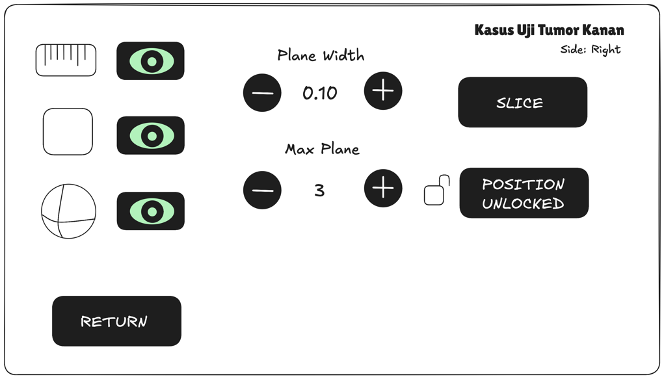 Kasus Uji Tumor Kanan
Side: Right
Plane Width
0.10
SLICE
Max Plane
3
POSITION
UNLOCKED
RETURN